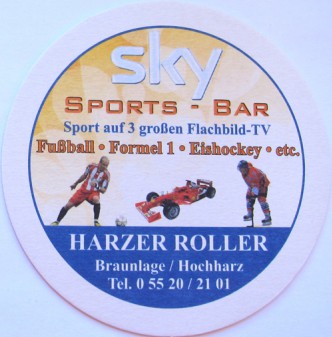 sky
SPORTS - BAR
Sport auf 3 großen Flachbild-TV
Fußball • Formel 1 • Eishockey • etc.
HARZER ROLLER
Braunlage / Hochharz
Tel. 0 55 20 / 21 01